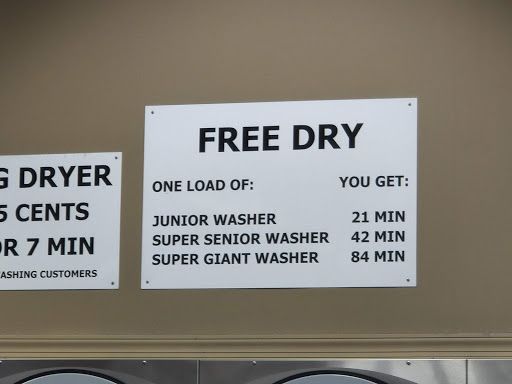 G DRYER
5 CENTS
OR 7 MIN
ASHING CUSTOMERS
FREE DRY
ONE LOAD OF: YOU GET:
JUNIOR WASHER 21 MIN
SUPER SENIOR WASHER 42 MIN
SUPER GIANT WASHER 84 MIN